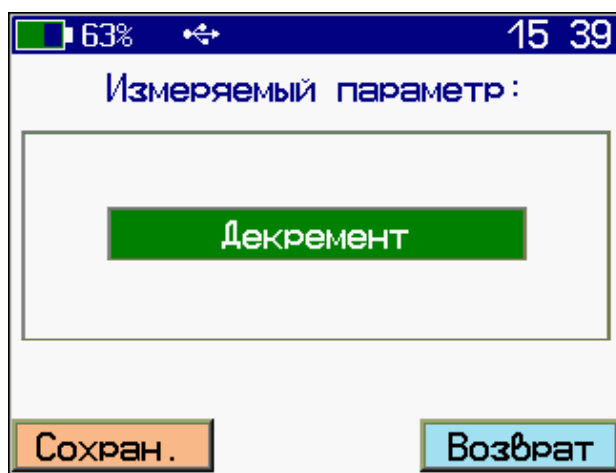 63% 15 39
Измеряемый параметр:
Декремент
Сохран. Возврат